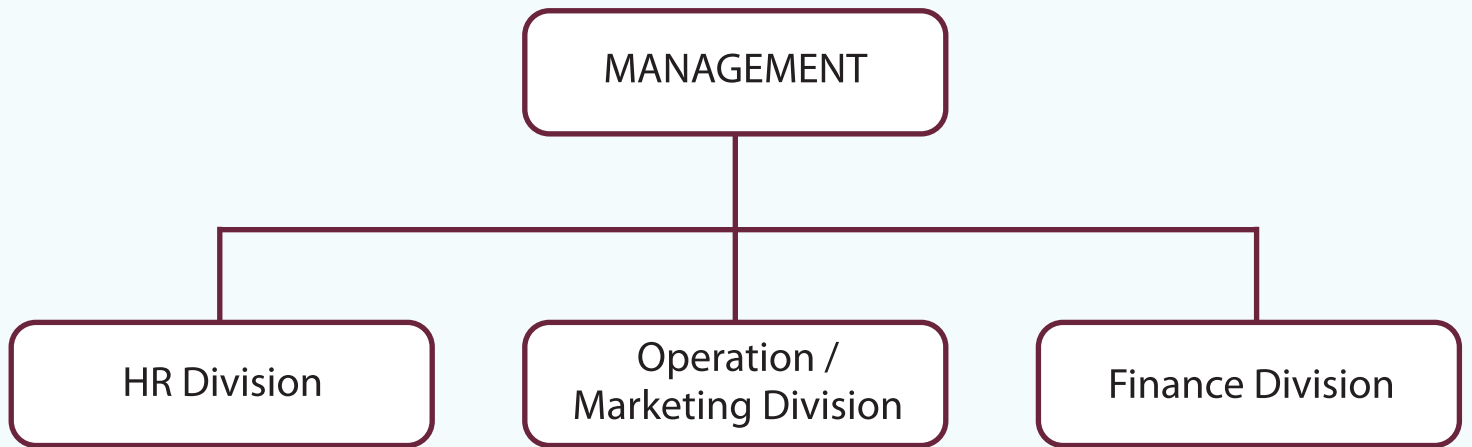 MANAGEMENT
HR Division
Operation /
Marketing Division
Finance Division